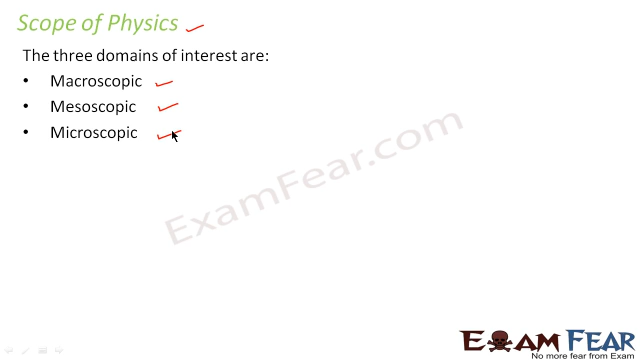 Scope of Physics
The three domains of interest are:
• Macroscopic
• Mesoscopic
• Microscopic
ExamFear.com
EXAM FEAR
No more fear from Exam